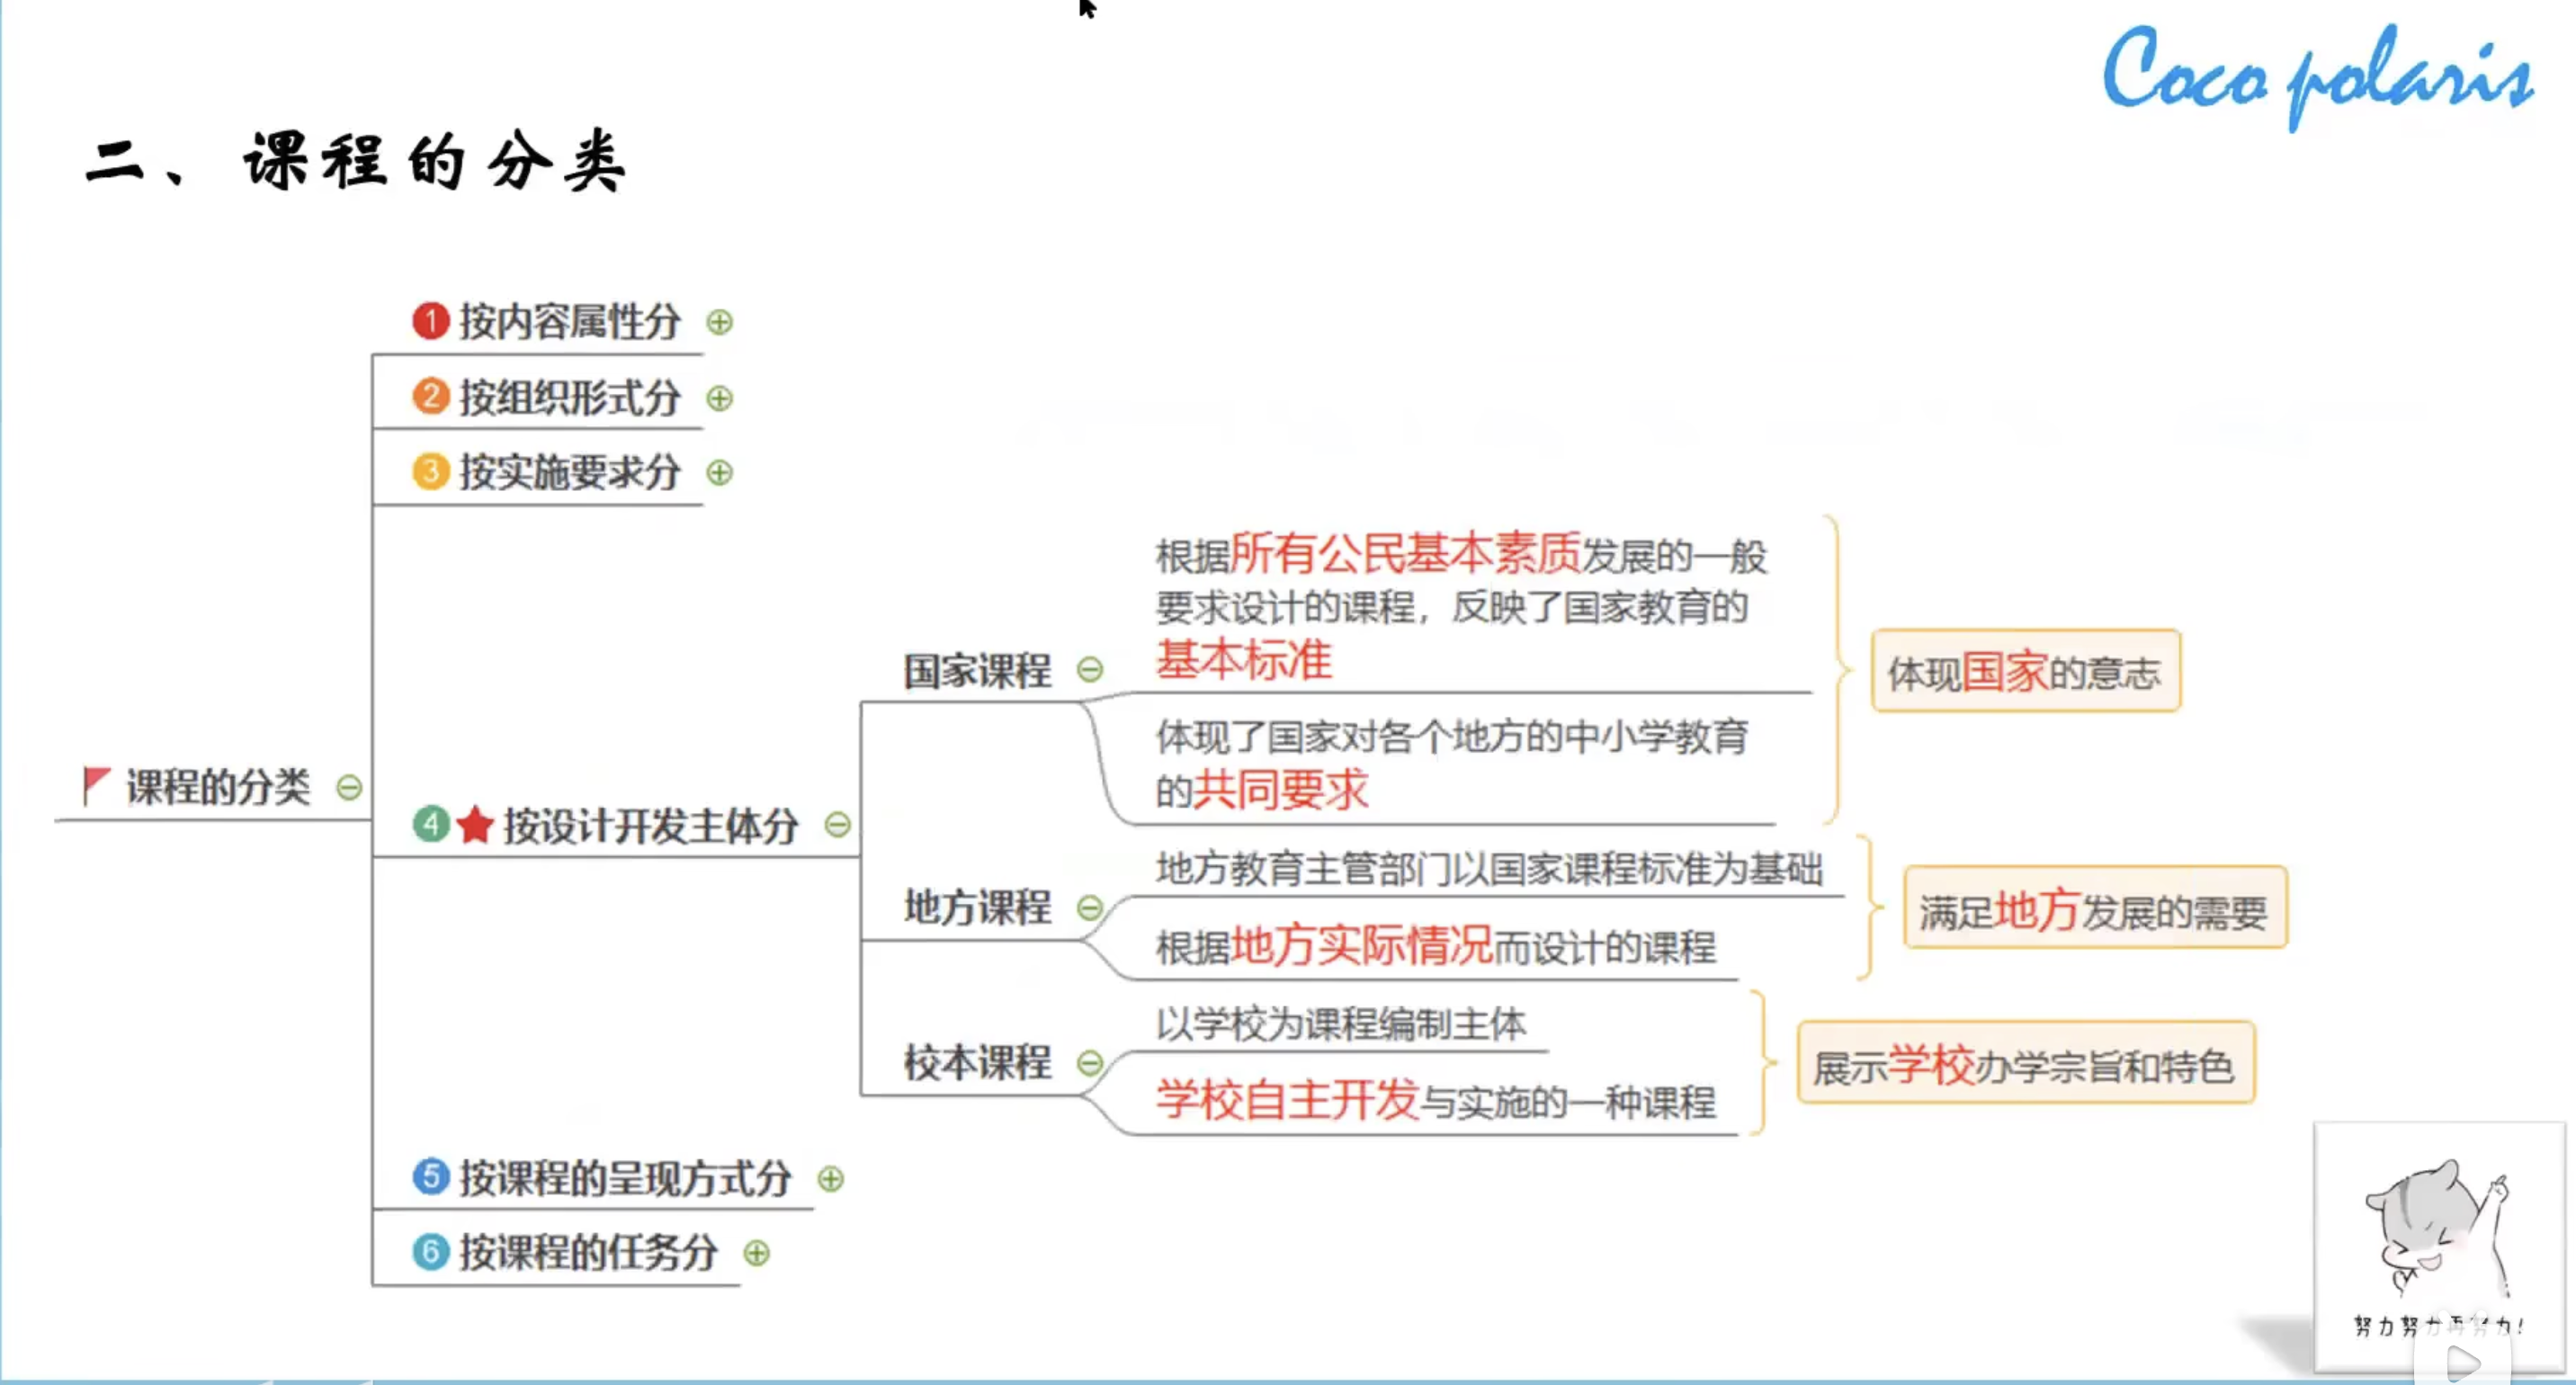 Coco polaris
二、课程的分类
1 按内容属性分
2 按组织形式分
3 按实施要求分
根据所有公民基本素质发展的一般
要求设计的课程，反映了国家教育的
基本标准
国家课程
体现国家的意志
体现了国家对各个地方的中小学教育
的共同要求
课程的分类
4 按设计开发主体分
地方教育主管部门以国家课程标准为基础
地方课程
满足地方发展的需要
根据地方实际情况而设计的课程
以学校为课程编制主体
校本课程
展示学校办学宗旨和特色
学校自主开发与实施的一种课程
5 按课程的呈现方式分
6 按课程的任务分
努力努力再努力!